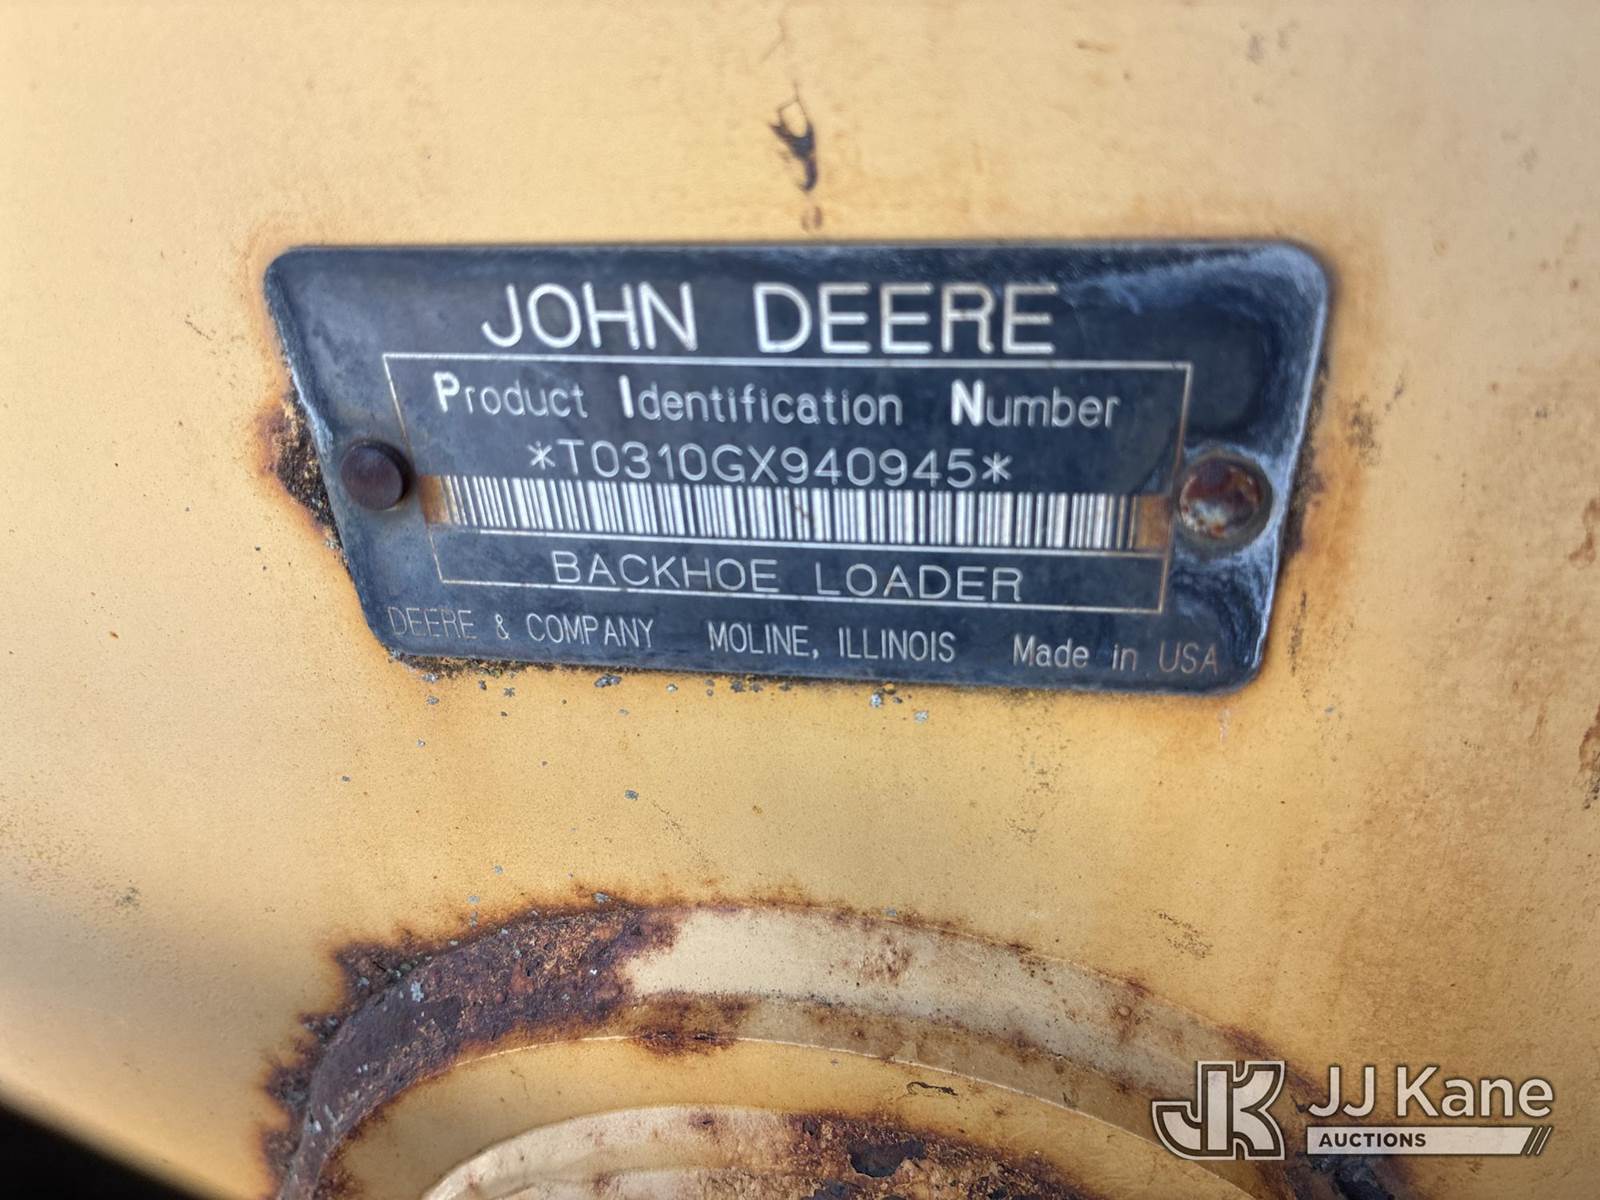 JOHN DEERE
Product Identification Number
*T0310GX940945*
BACKHOE LOADER
DEERE & COMPANY MOLINE, ILLINOIS Made in USA
JK JJ Kane
AUCTIONS